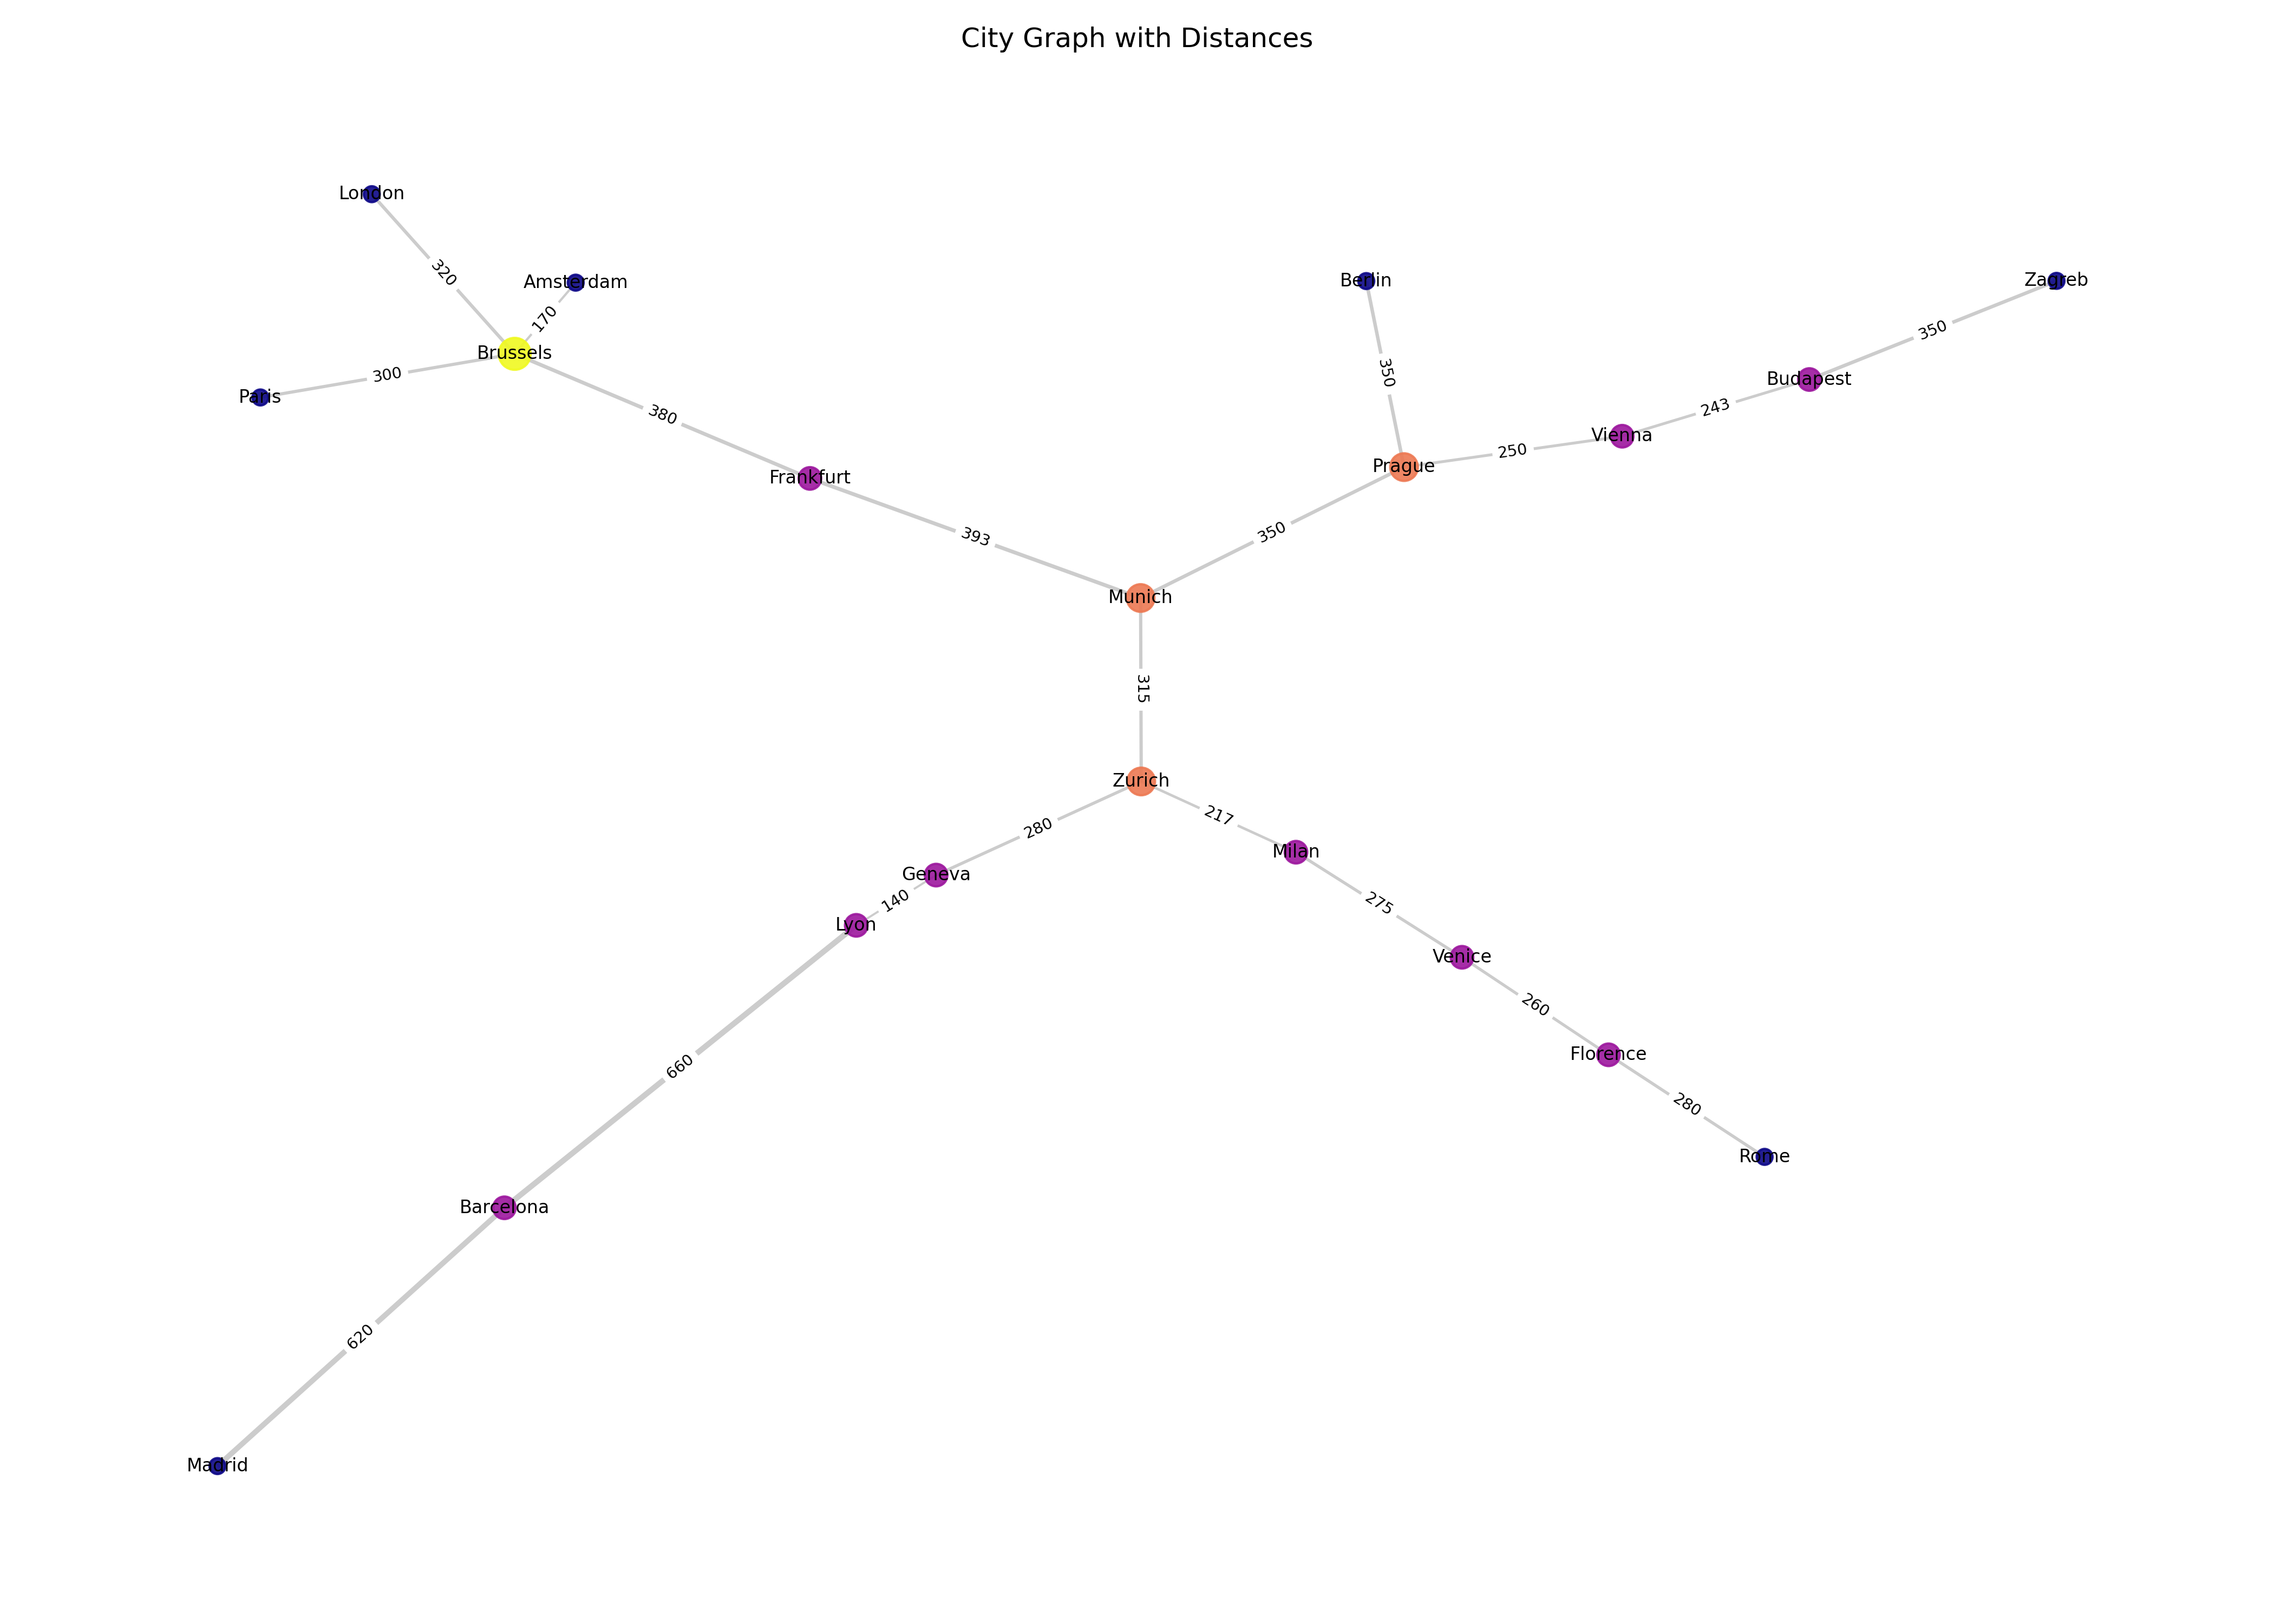 City Graph with Distances
London
320
Amsterdam
170
Brussels
300
Paris
380
Frankfurt
393
Berlin
350
Zagreb
350
Budapest
243
Vienna
250
Prague
350
Munich
315
Zurich
280
217
Milan
Geneva
140
Lyon
275
Venice
260
Florence
280
Rome
660
Barcelona
620
Madrid